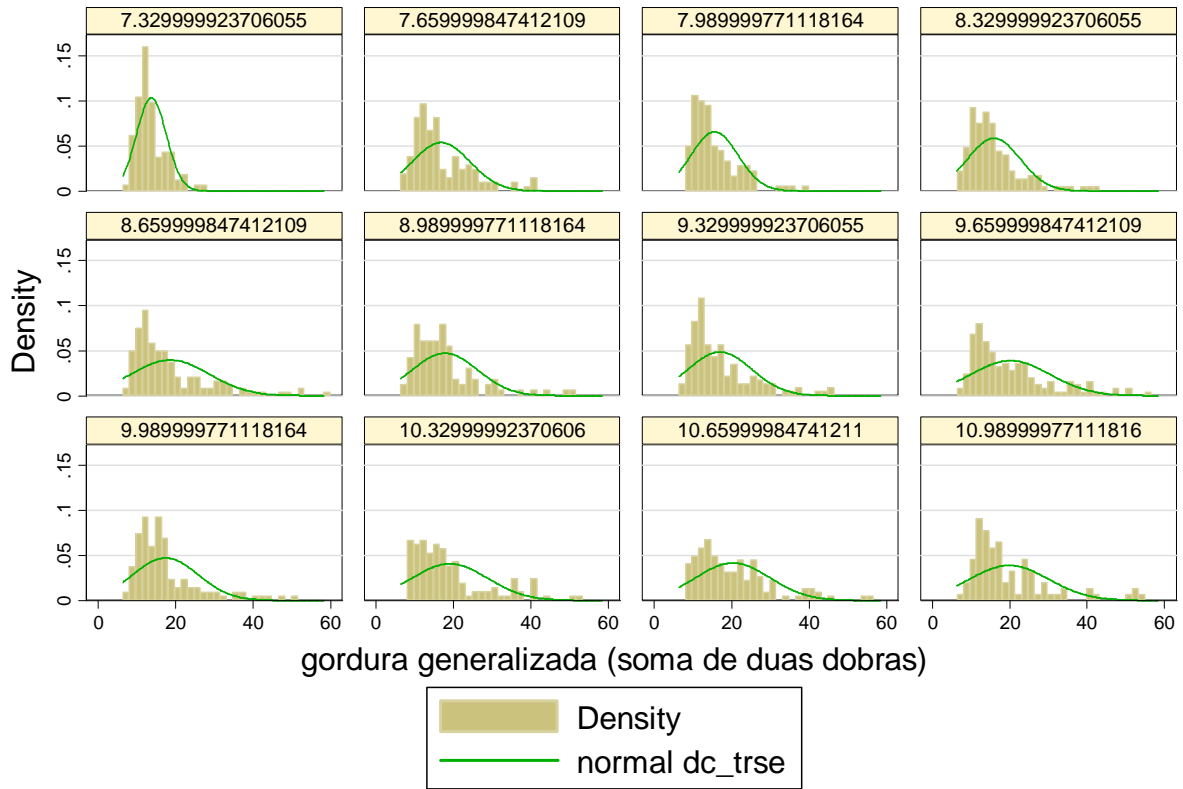 7.329999923706055 7.659999847412109 7.989999771118164 8.329999923706055
.15
.1
.05
0
8.659999847412109 8.989999771118164 9.329999923706055 9.659999847412109
.15
.1
.05
0
9.989999771118164 10.32999992370606 10.65999984741211 10.98999977111816
.15
.1
.05
0
0 20 40 60 0 20 40 60 0 20 40 60 0 20 40 60
Density
gordura generalizada (soma de duas dobras)
Density
normal dc_trse